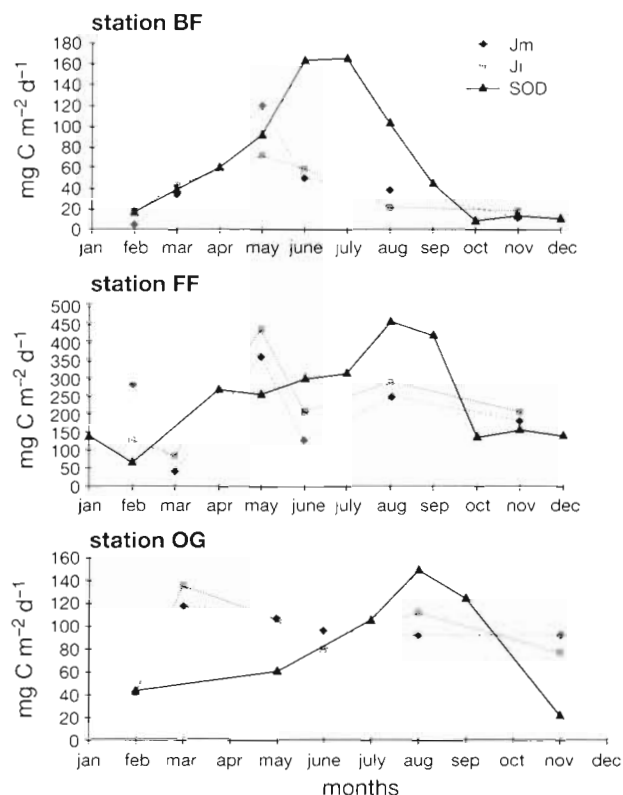 station BF
180
160
140
120
100
80
60
40
20
0
mg C m⁻² d⁻¹
Jm
Ji
SOD
jan feb mar apr may june july aug sep oct nov dec
station FF
500
450
400
350
300
250
200
150
100
50
0
mg C m⁻² d⁻¹
jan feb mar apr may june july aug sep oct nov dec
station OG
160
140
120
100
80
60
40
20
0
mg C m⁻² d⁻¹
jan feb mar apr may june july aug sep oct nov dec
months